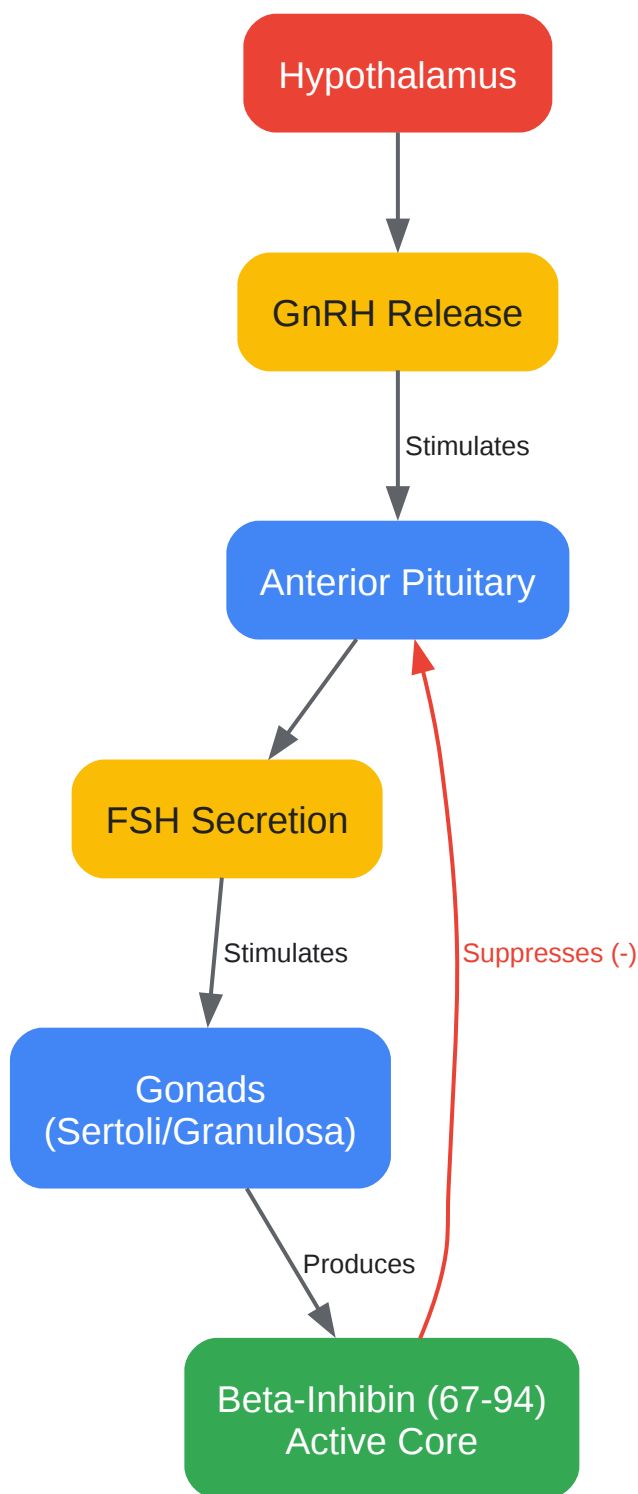 Hypothalamus
GnRH Release
Stimulates
Anterior Pituitary
FSH Secretion
Stimulates
Suppresses (-)
Gonads
(Sertoli/Granulosa)
Produces
Beta-Inhibin (67-94)
Active Core